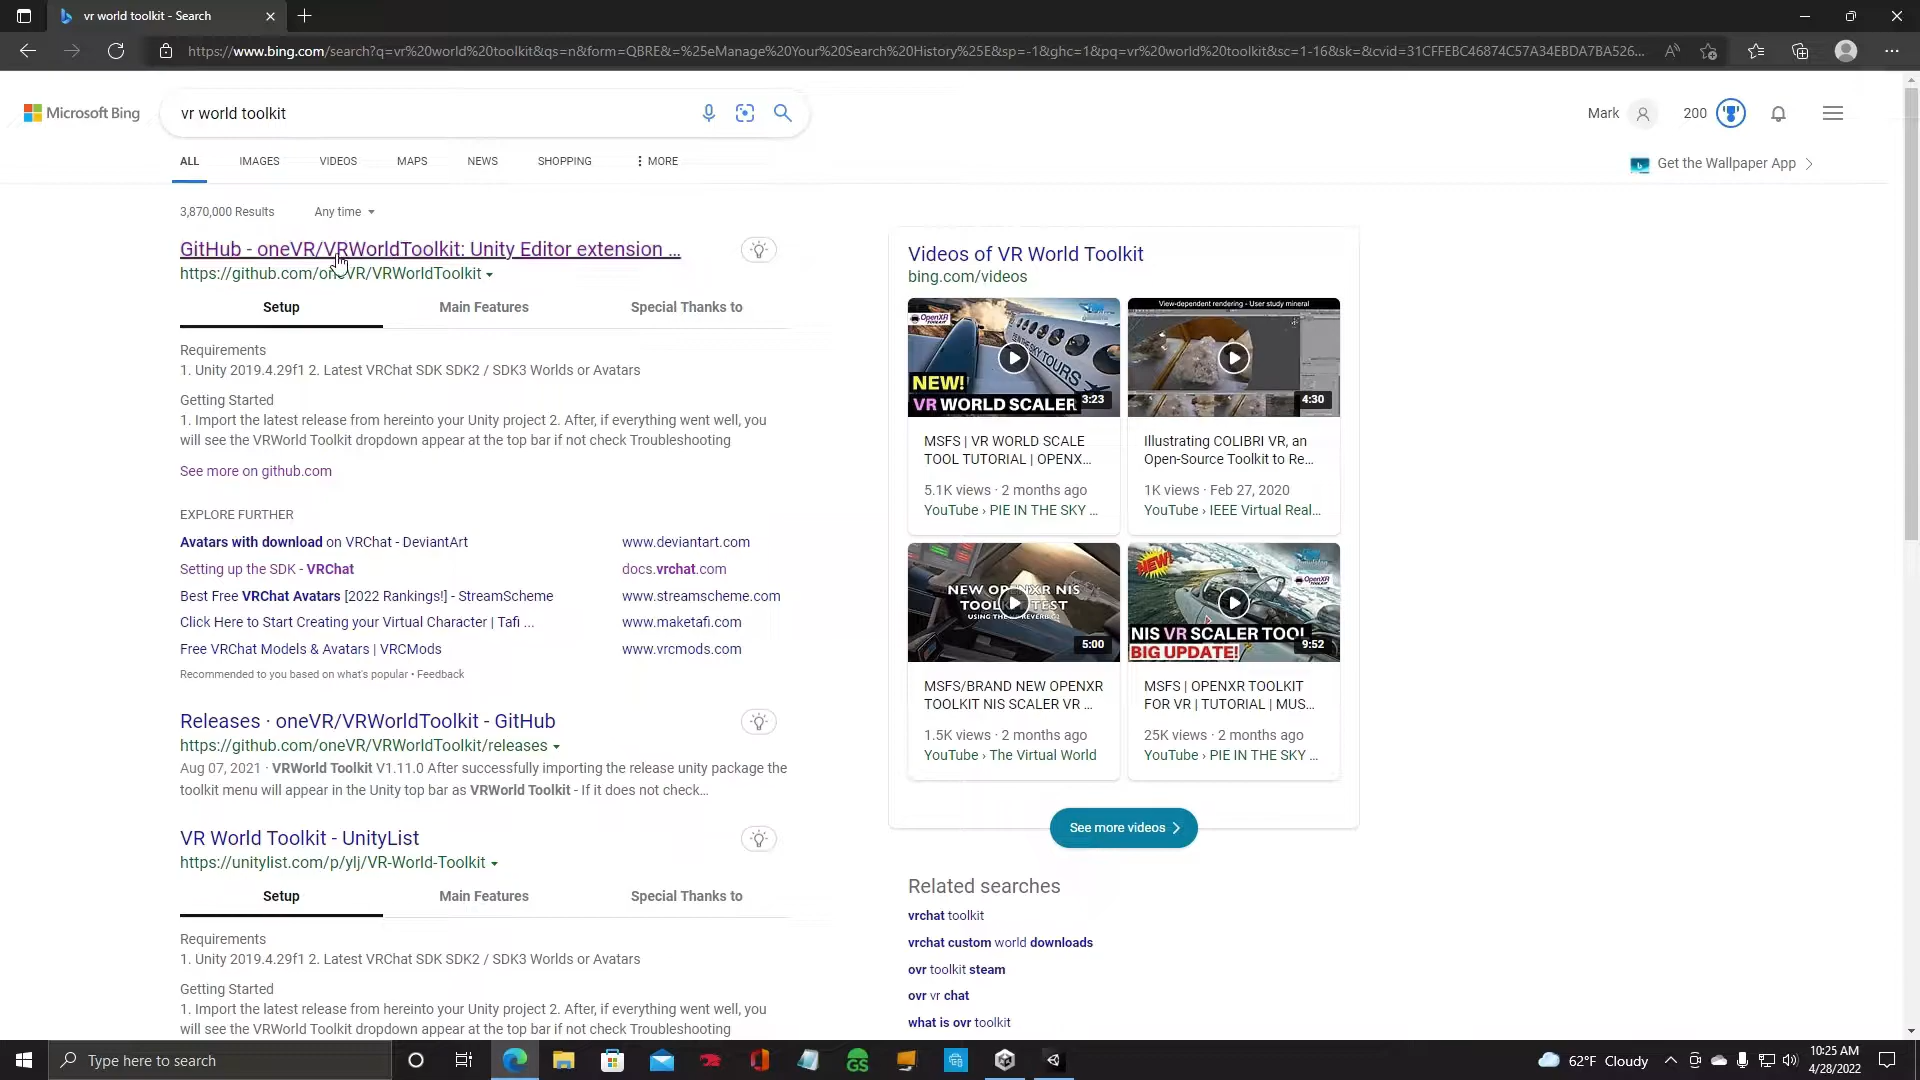 vr world toolkit - Search
https://www.bing.com/search?q=vr%20world%20toolkit&qs=n&form=QBRE&=%25eManage%20Your%20Search%20History%25E&sp=-1&ghc=1&pq=vr%20world%20toolkit&sc=1-16&sk=&cvid=31CFFEBC46874C57A34EBDA7BA526...
Microsoft Bing
vr world toolkit
Mark
200
ALL IMAGES VIDEOS MAPS NEWS SHOPPING MORE
Get the Wallpaper App
3,870,000 Results Any time
GitHub - oneVR/VRWorldToolkit: Unity Editor extension ...
https://github.com/oneVR/VRWorldToolkit
Setup Main Features Special Thanks to
Requirements
1. Unity 2019.4.29f1 2. Latest VRChat SDK SDK2 / SDK3 Worlds or Avatars
Getting Started
1. Import the latest release from hereinto your Unity project 2. After, if everything went well, you
will see the VRWorld Toolkit dropdown appear at the top bar if not check Troubleshooting
See more on github.com
EXPLORE FURTHER
Avatars with download on VRChat - DeviantArt www.deviantart.com
Setting up the SDK - VRChat docs.vrchat.com
Best Free VRChat Avatars [2022 Rankings!] - StreamScheme www.streamscheme.com
Click Here to Start Creating your Virtual Character | Tafi ... www.maketafi.com
Free VRChat Models & Avatars | VRCMods www.vrcmods.com
Recommended to you based on what's popular • Feedback
Releases · oneVR/VRWorldToolkit - GitHub
https://github.com/oneVR/VRWorldToolkit/releases
Aug 07, 2021 · VRWorld Toolkit V1.11.0 After successfully importing the release unity package the
toolkit menu will appear in the Unity top bar as VRWorld Toolkit - If it does not check…
VR World Toolkit - UnityList
https://unitylist.com/p/ylj/VR-World-Toolkit
Setup Main Features Special Thanks to
Requirements
1. Unity 2019.4.29f1 2. Latest VRChat SDK SDK2 / SDK3 Worlds or Avatars
Getting Started
1. Import the latest release from hereinto your Unity project 2. After, if everything went well, you
will see the VRWorld Toolkit dropdown appear at the top bar if not check Troubleshooting
Videos of VR World Toolkit
bing.com/videos
OpenXR
SEA THE SKY TOURS
NEW!
VR WORLD SCALER
3:23
MSFS | VR WORLD SCALE
TOOL TUTORIAL | OPENX...
5.1K views · 2 months ago
YouTube › PIE IN THE SKY ...
View-dependent rendering - User study mineral
4:30
Illustrating COLIBRI VR, an
Open-Source Toolkit to Re...
1K views · Feb 27, 2020
YouTube › IEEE Virtual Real...
NEW OPENXR NIS
TOOLKIT TEST
5:00
MSFS/BRAND NEW OPENXR
TOOLKIT NIS SCALER VR ...
1.5K views · 2 months ago
YouTube › The Virtual World
NEW!
OpenXR
NIS VR SCALER TOOL
BIG UPDATE!
9:52
MSFS | OPENXR TOOLKIT
FOR VR | TUTORIAL | MUS...
25K views · 2 months ago
YouTube › PIE IN THE SKY ...
See more videos
Related searches
vrchat toolkit
vrchat custom world downloads
ovr toolkit steam
ovr vr chat
what is ovr toolkit
Type here to search
GS
62°F Cloudy
10:25 AM
4/28/2022